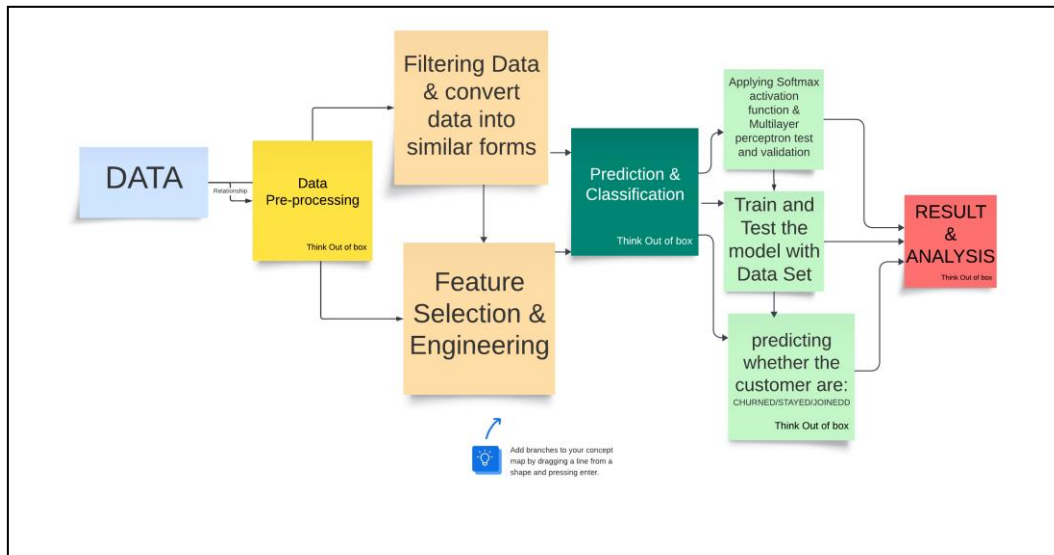 DATA
Relationship
Data
Pre-processing
Think Out of box
Filtering Data
& convert
data into
similar forms
Feature
Selection &
Engineering
Prediction &
Classification
Think Out of box
Applying Softmax
activation
function &
Multilayer
perceptron test
and validation
Train and
Test the
model with
Data Set
predicting
whether the
customer are:
CHURNED/STAYED/JOINEDD
Think Out of box
RESULT
&
ANALYSIS
Think Out of box
Add branches to your concept
map by dragging a line from a
shape and pressing enter.